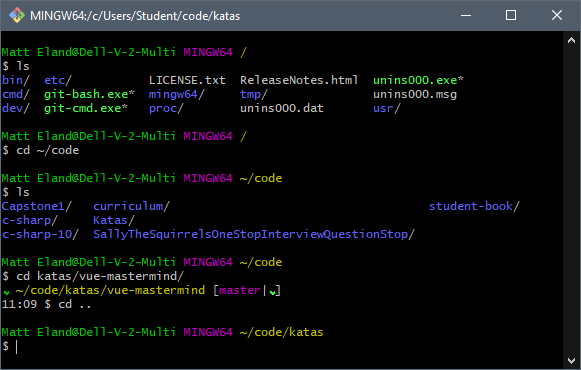 MINGW64:/c/Users/Student/code/katas
Matt Eland@Dell-V-2-Multi MINGW64 /
$ ls
bin/  etc/           LICENSE.txt  ReleaseNotes.html  unins000.exe*
cmd/  git-bash.exe*  mingw64/     tmp/               unins000.msg
dev/  git-cmd.exe*   proc/        unins000.dat       usr/
Matt Eland@Dell-V-2-Multi MINGW64 /
$ cd ~/code
Matt Eland@Dell-V-2-Multi MINGW64 ~/code
$ ls
Capstone1/   curriculum/                                     student-book/
c-sharp/     Katas/
c-sharp-10/  SallyTheSquirrelsOneStopInterviewQuestionStop/
Matt Eland@Dell-V-2-Multi MINGW64 ~/code
$ cd katas/vue-mastermind/
✔ ~/code/katas/vue-mastermind [master|✔]
11:09 $ cd ..
Matt Eland@Dell-V-2-Multi MINGW64 ~/code/katas
$